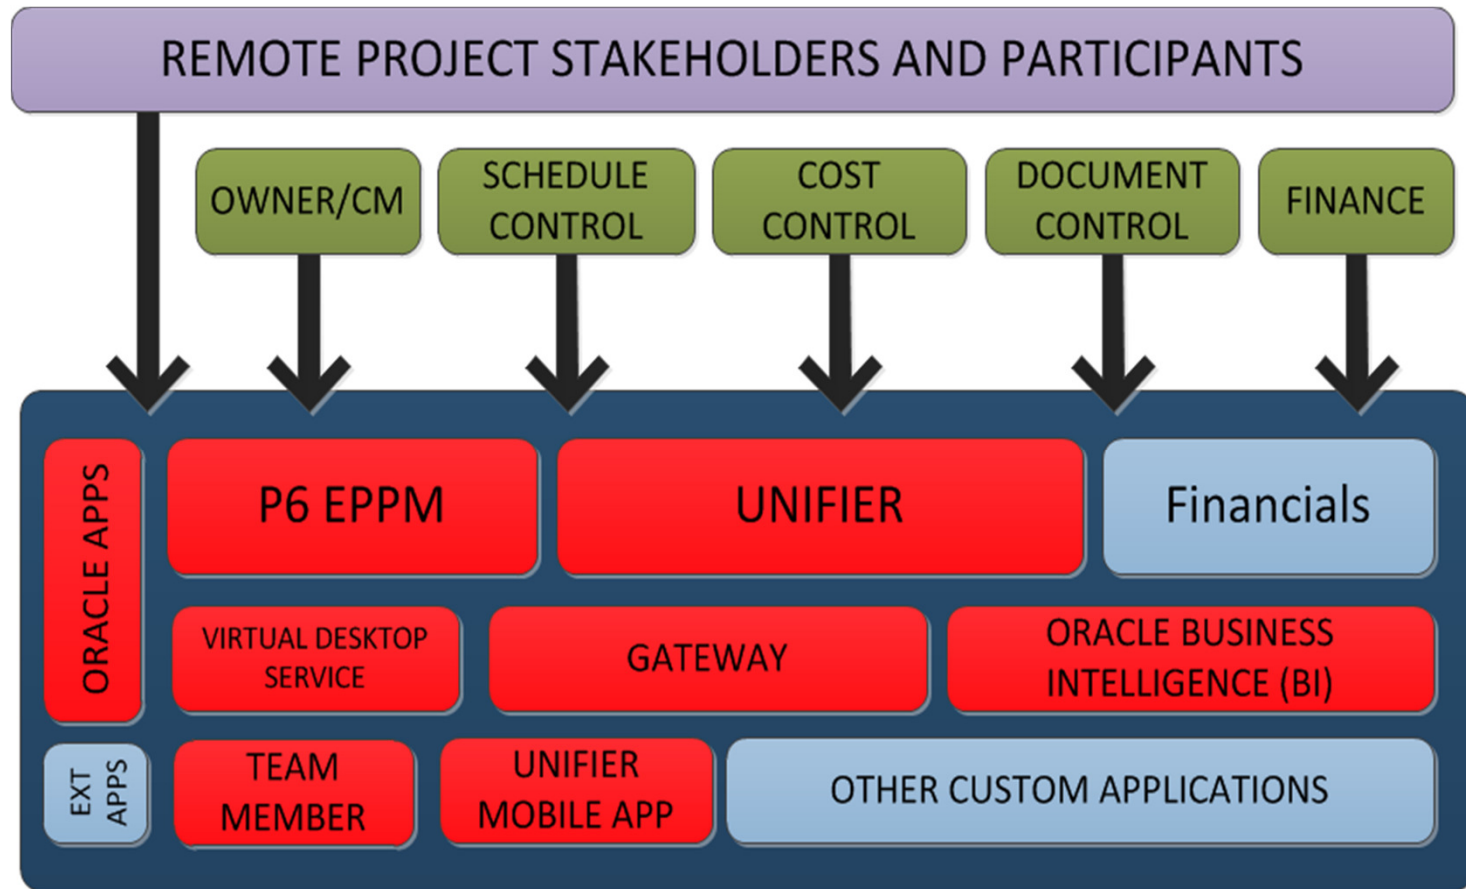 REMOTE PROJECT STAKEHOLDERS AND PARTICIPANTS
OWNER/CM
SCHEDULE
CONTROL
COST
CONTROL
DOCUMENT
CONTROL
FINANCE
ORACLE APPS
P6 EPPM
UNIFIER
Financials
VIRTUAL DESKTOP
SERVICE
GATEWAY
ORACLE BUSINESS
INTELLIGENCE (BI)
EXT
APPS
TEAM
MEMBER
UNIFIER
MOBILE APP
OTHER CUSTOM APPLICATIONS